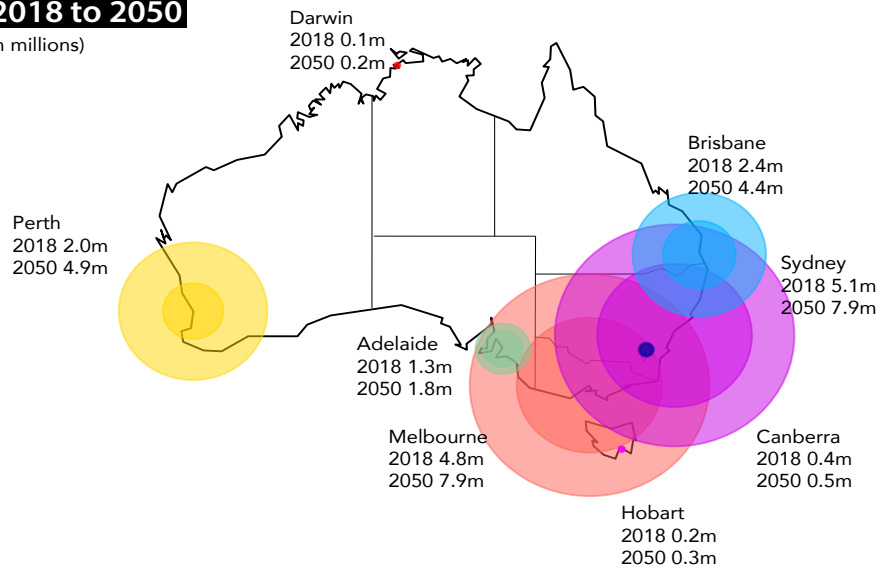 2018 to 2050
millions)
Darwin
2018 0.1m
2050 0.2m
Brisbane
2018 2.4m
2050 4.4m
Perth
2018 2.0m
2050 4.9m
Sydney
2018 5.1m
2050 7.9m
Adelaide
2018 1.3m
2050 1.8m
Melbourne
2018 4.8m
2050 7.9m
Canberra
2018 0.4m
2050 0.5m
Hobart
2018 0.2m
2050 0.3m